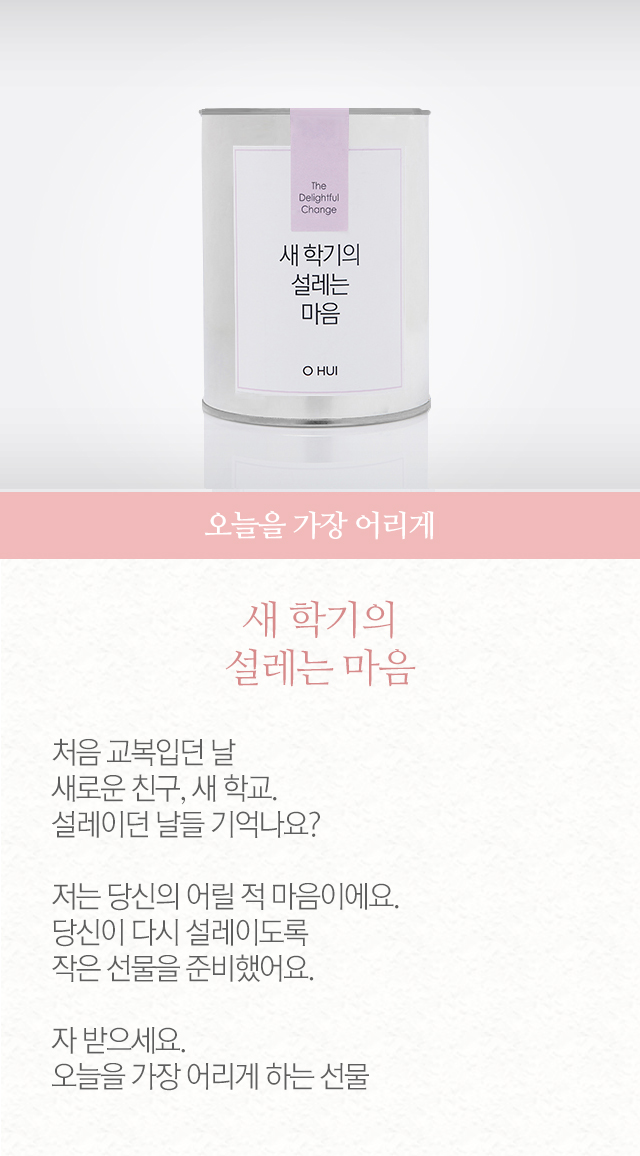 The
Delightful
Change
새 학기의
설레는
마음
O HUI
오늘을 가장 어리게
새 학기의
설레는 마음
처음 교복입던 날
새로운 친구, 새 학교.
설레이던 날들 기억나요?
저는 당신의 어릴 적 마음이에요.
당신이 다시 설레이도록
작은 선물을 준비했어요.
자 받으세요.
오늘을 가장 어리게 하는 선물